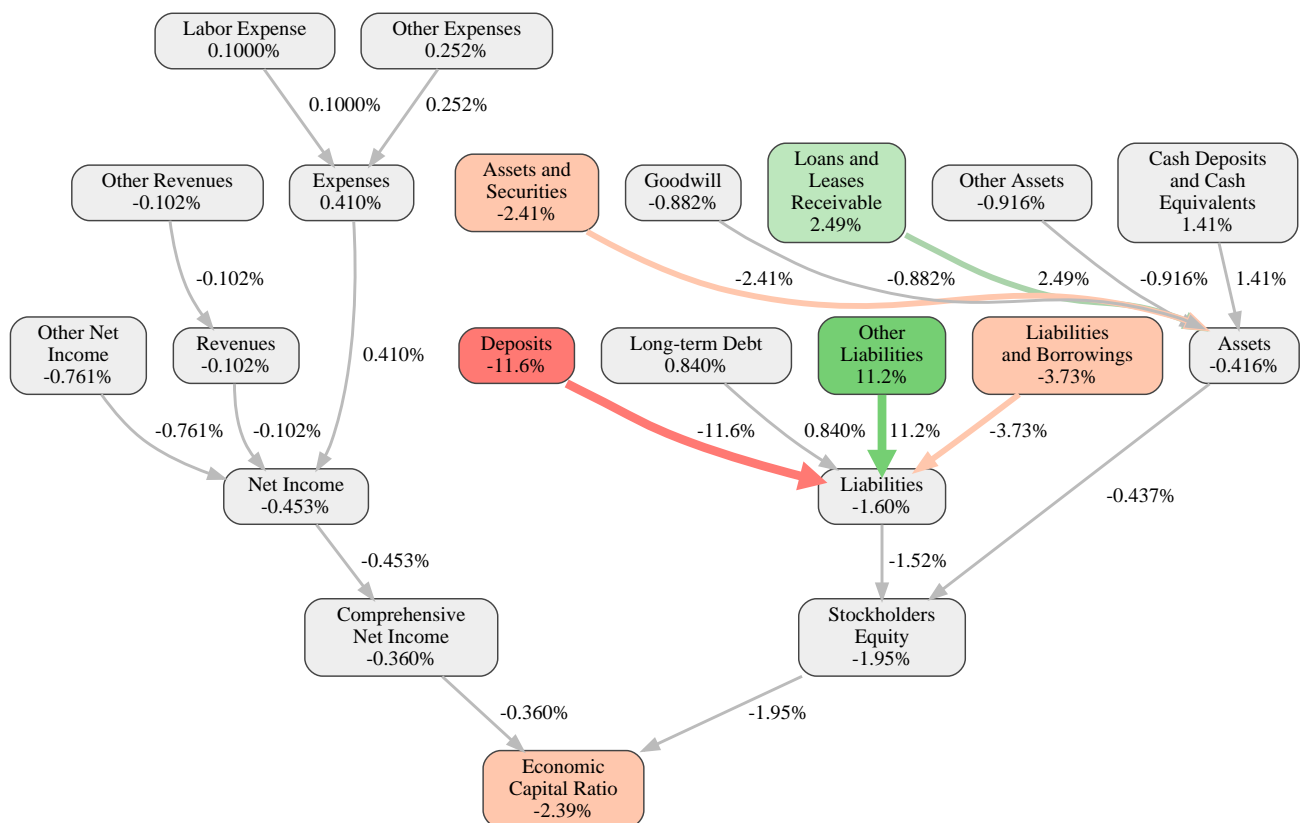 Labor Expense
0.1000%
Other Expenses
0.252%
0.1000%
0.252%
Other Revenues
-0.102%
Expenses
0.410%
Assets and
Securities
-2.41%
Goodwill
-0.882%
Loans and
Leases
Receivable
2.49%
Other Assets
-0.916%
Cash Deposits
and Cash
Equivalents
1.41%
-0.102%
-2.41%
-0.882%
2.49%
-0.916%
1.41%
Other Net
Income
-0.761%
Revenues
-0.102%
0.410%
Deposits
-11.6%
Long-term Debt
0.840%
Other
Liabilities
11.2%
Liabilities
and Borrowings
-3.73%
Assets
-0.416%
-0.761%
-0.102%
-11.6%
0.840%
11.2%
-3.73%
Net Income
-0.453%
Liabilities
-1.60%
-0.437%
-0.453%
-1.52%
Comprehensive
Net Income
-0.360%
Stockholders
Equity
-1.95%
-0.360%
-1.95%
Economic
Capital Ratio
-2.39%